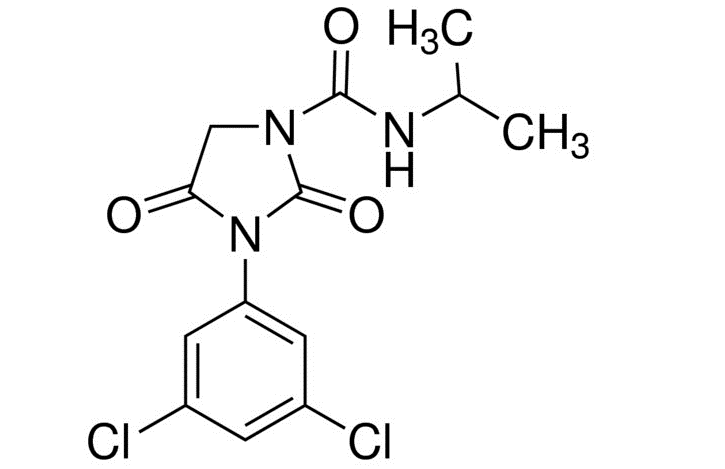 O H₃C
N N CH₃
H
O O
N
Cl Cl